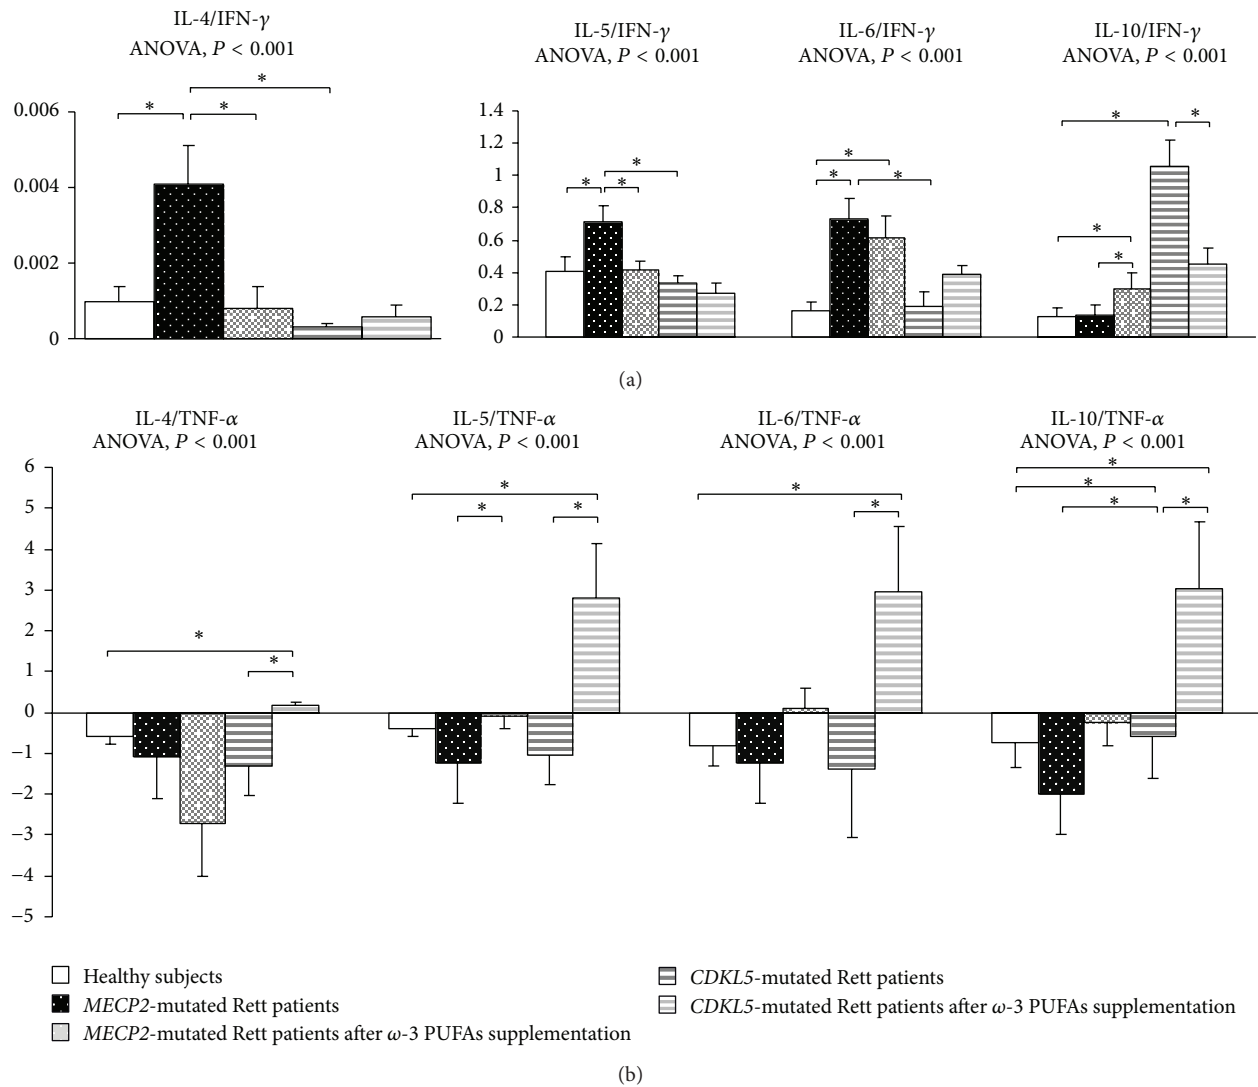 IL-4/IFN-γ
ANOVA, P < 0.001
IL-5/IFN-γ
ANOVA, P < 0.001
IL-6/IFN-γ
ANOVA, P < 0.001
IL-10/IFN-γ
ANOVA, P < 0.001
0.006
0.004
0.002
0
* * *
1.4
1.2
1
0.8
0.6
0.4
0.2
0
* * *
* * *
* * * *
(a)
IL-4/TNF-α
ANOVA, P < 0.001
IL-5/TNF-α
ANOVA, P < 0.001
IL-6/TNF-α
ANOVA, P < 0.001
IL-10/TNF-α
ANOVA, P < 0.001
6
5
4
3
2
1
0
−1
−2
−3
−4
−5
* *
* * *
* *
* * * *
Healthy subjects
MECP2-mutated Rett patients
MECP2-mutated Rett patients after ω-3 PUFAs supplementation
CDKL5-mutated Rett patients
CDKL5-mutated Rett patients after ω-3 PUFAs supplementation
(b)